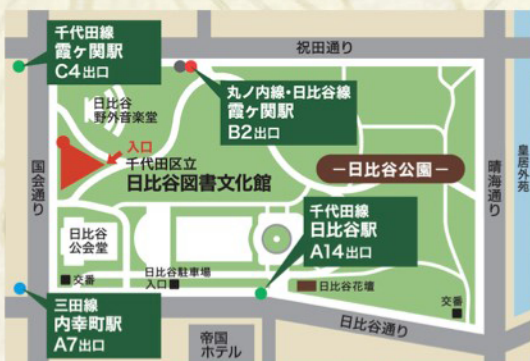 千代田線
霞ヶ関駅
C4出口
祝田通り
丸ノ内線・日比谷線
霞ヶ関駅
B2出口
日比谷
野外音楽堂
入口
千代田区立
日比谷図書文化館
ー日比谷公園ー
国会通り
晴海通り
皇居外苑
千代田線
日比谷駅
A14出口
日比谷
公会堂
交番
日比谷駐車場
入口
日比谷花壇
交番
三田線
内幸町駅
A7出口
帝国
ホテル
日比谷通り